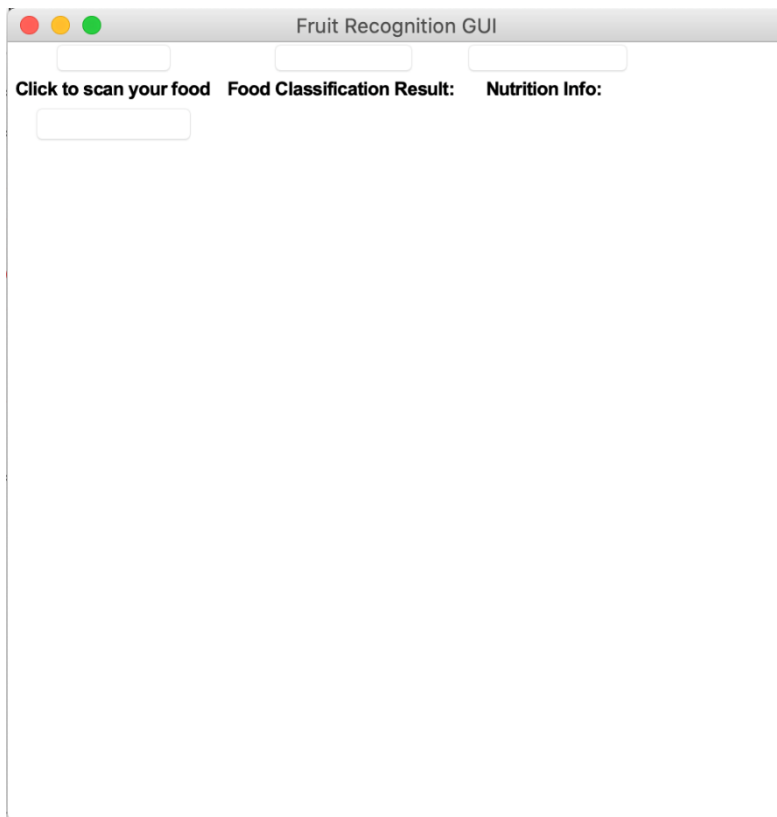 Fruit Recognition GUI
Click to scan your food Food Classification Result: Nutrition Info: